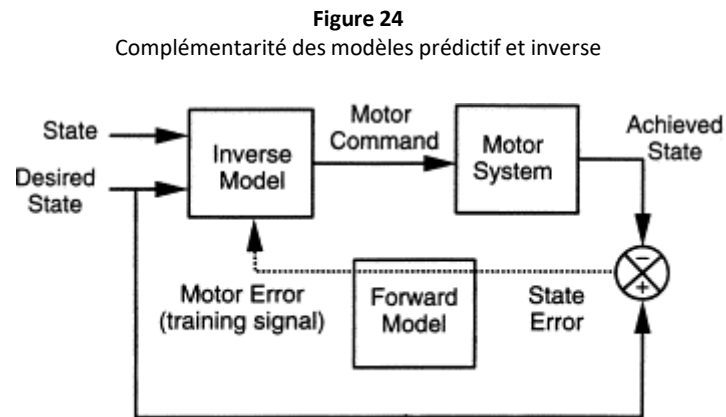 Figure 24
Complémentarité des modèles prédictif et inverse
State
Desired
State
Inverse
Model
Motor
Command
Motor
System
Achieved
State
−
+
Motor Error
(training signal)
Forward
Model
State
Error